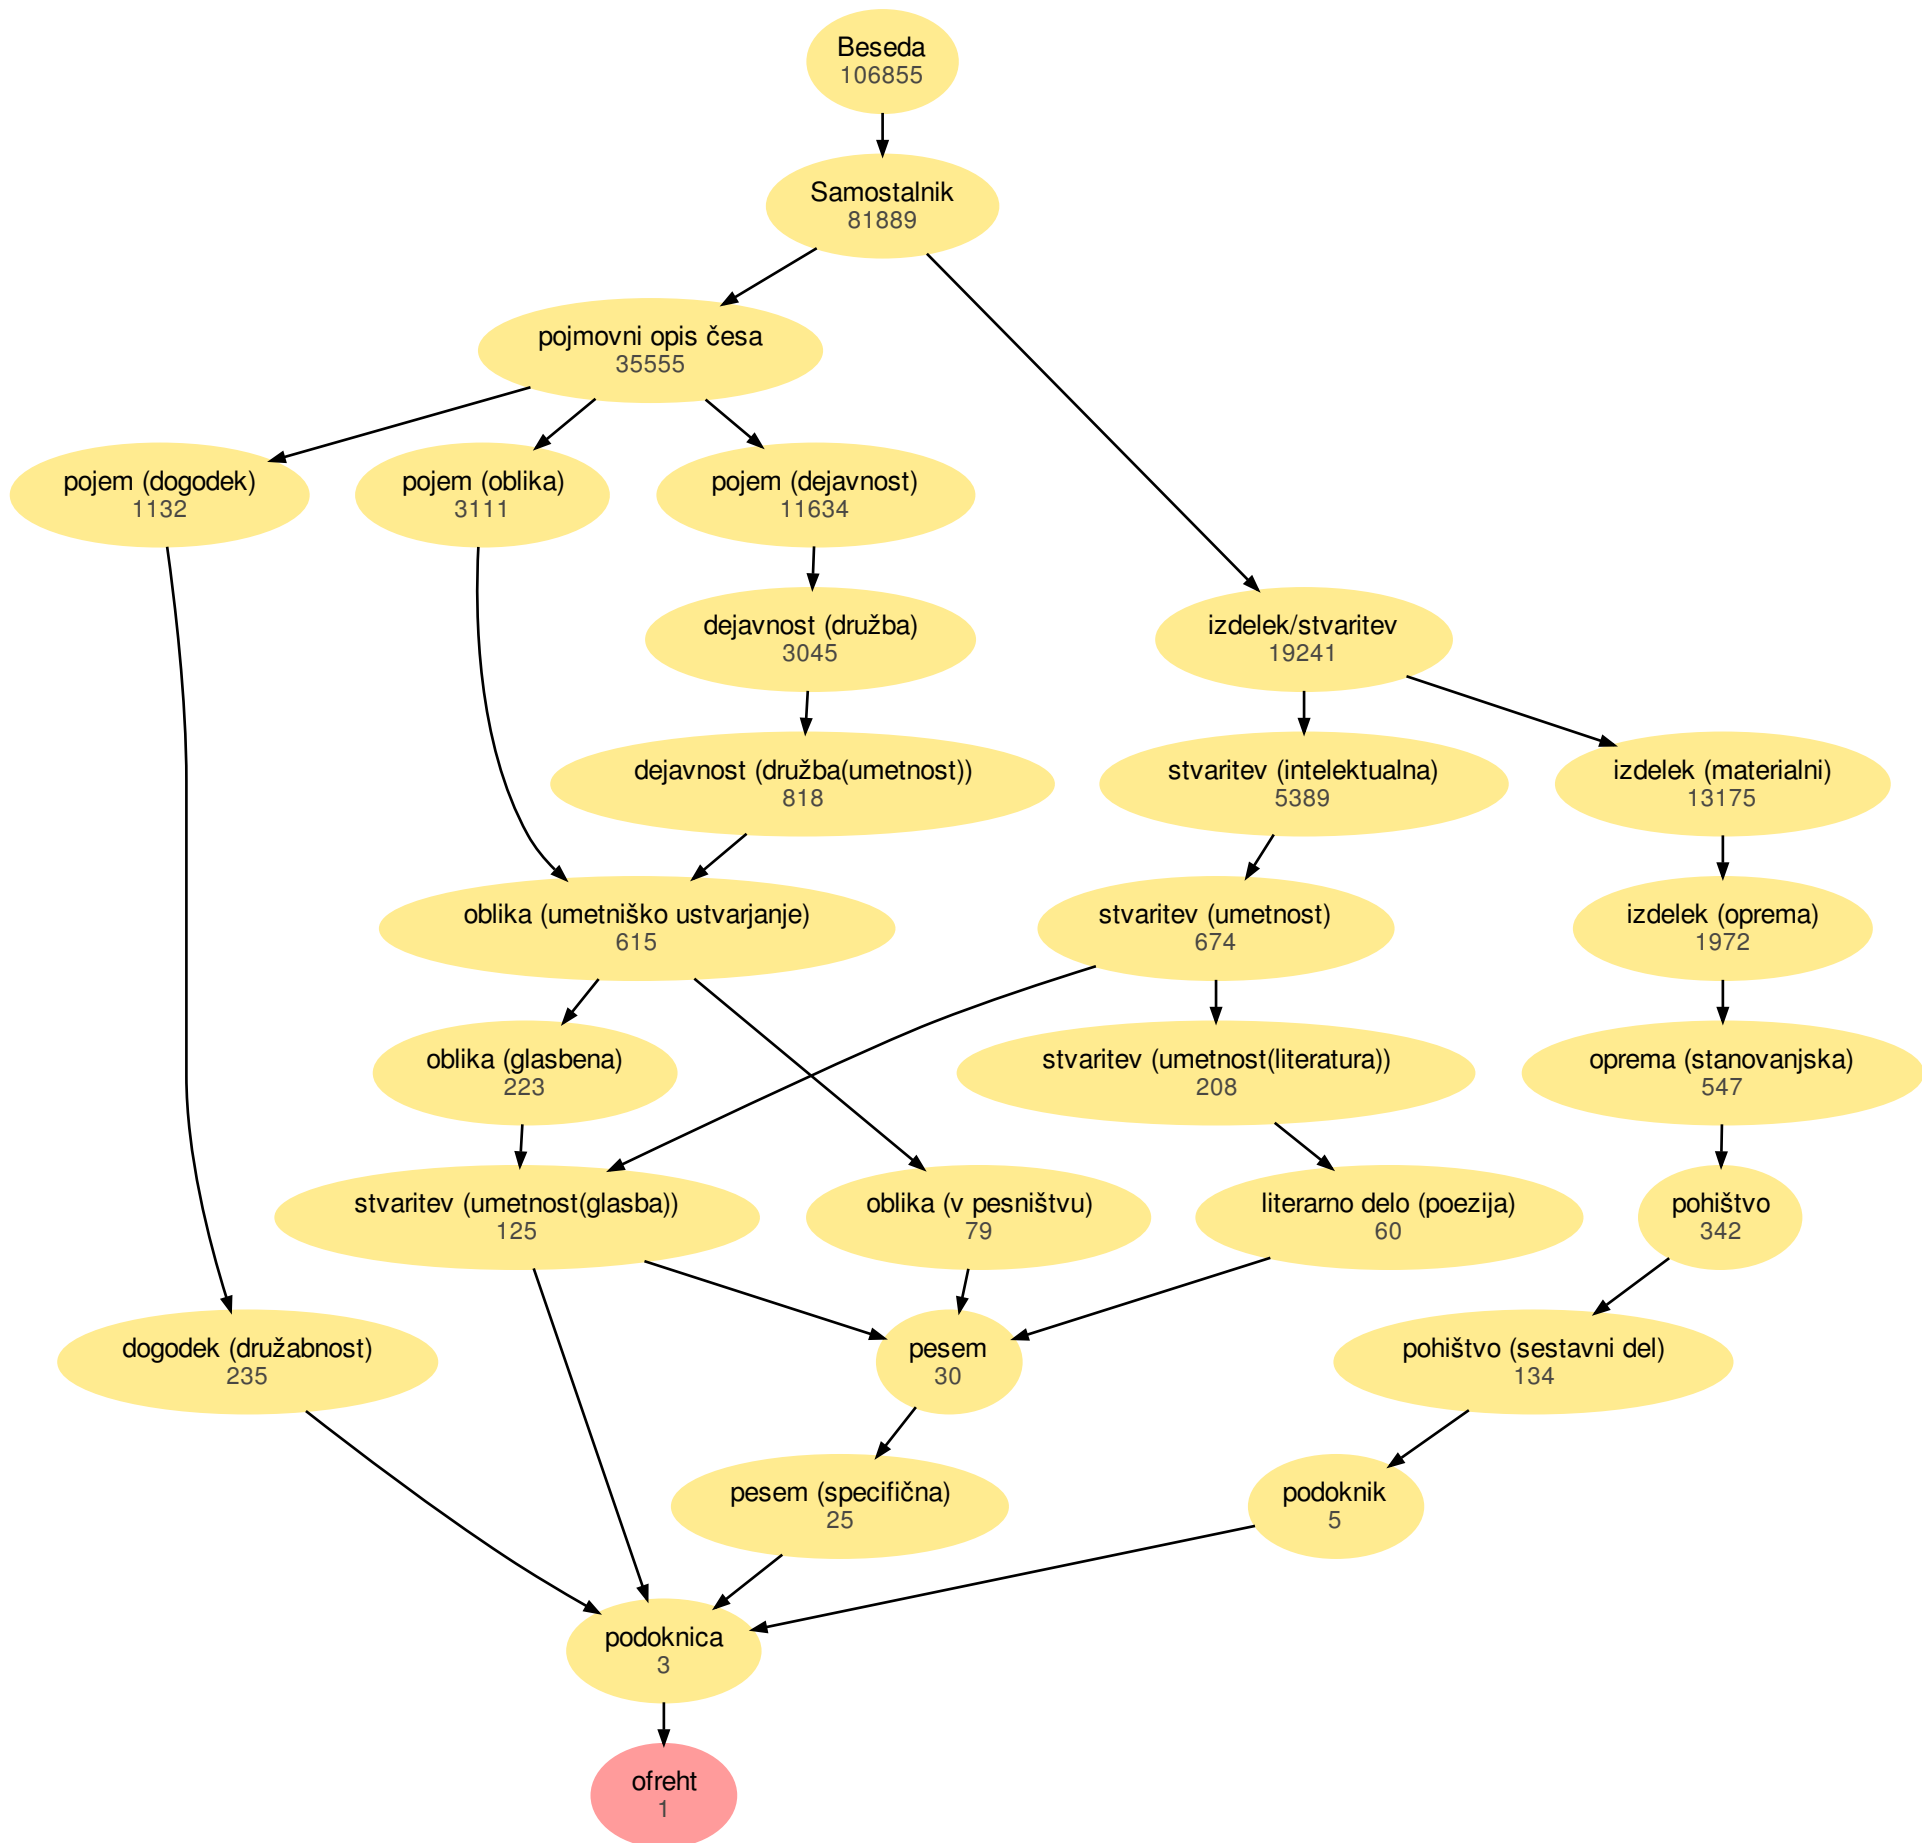 Beseda
106855
Samostalnik
81889
pojmovni opis česa
35555
pojem (dogodek)
1132
pojem (oblika)
3111
pojem (dejavnost)
11634
dejavnost (družba)
3045
izdelek/stvaritev
19241
dejavnost (družba(umetnost))
818
stvaritev (intelektualna)
5389
izdelek (materialni)
13175
oblika (umetniško ustvarjanje)
615
stvaritev (umetnost)
674
izdelek (oprema)
1972
oblika (glasbena)
223
stvaritev (umetnost(literatura))
208
oprema (stanovanjska)
547
stvaritev (umetnost(glasba))
125
oblika (v pesništvu)
79
literarno delo (poezija)
60
pohištvo
342
dogodek (družabnost)
235
pesem
30
pohištvo (sestavni del)
134
pesem (specifična)
25
podoknik
5
podoknica
3
ofreht
1